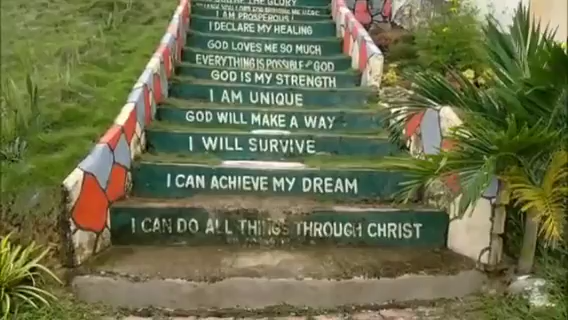 THE GLORY
I AM PROSPEROUS!
I DECLARE MY HEALING
GOD LOVES ME SO MUCH
EVERYTHING IS POSSIBLE GOD
GOD IS MY STRENGTH
I AM UNIQUE
GOD WILL MAKE A WAY
I WILL SURVIVE
I CAN ACHIEVE MY DREAM
I CAN DO ALL THINGS THROUGH CHRIST